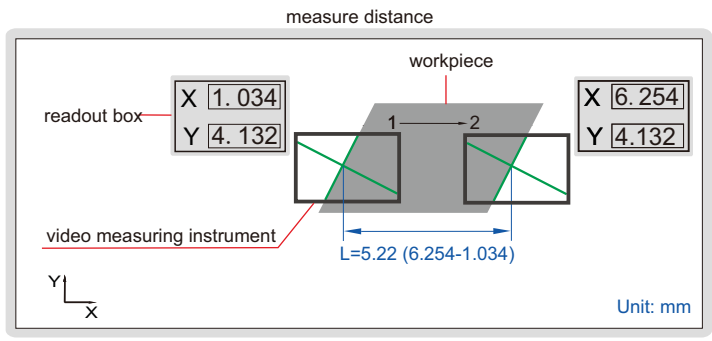 measure distance
workpiece
readout box
X 1.034
Y 4.132
X 6.254
Y 4.132
1
2
video measuring instrument
L=5.22 (6.254-1.034)
Y
X
Unit: mm